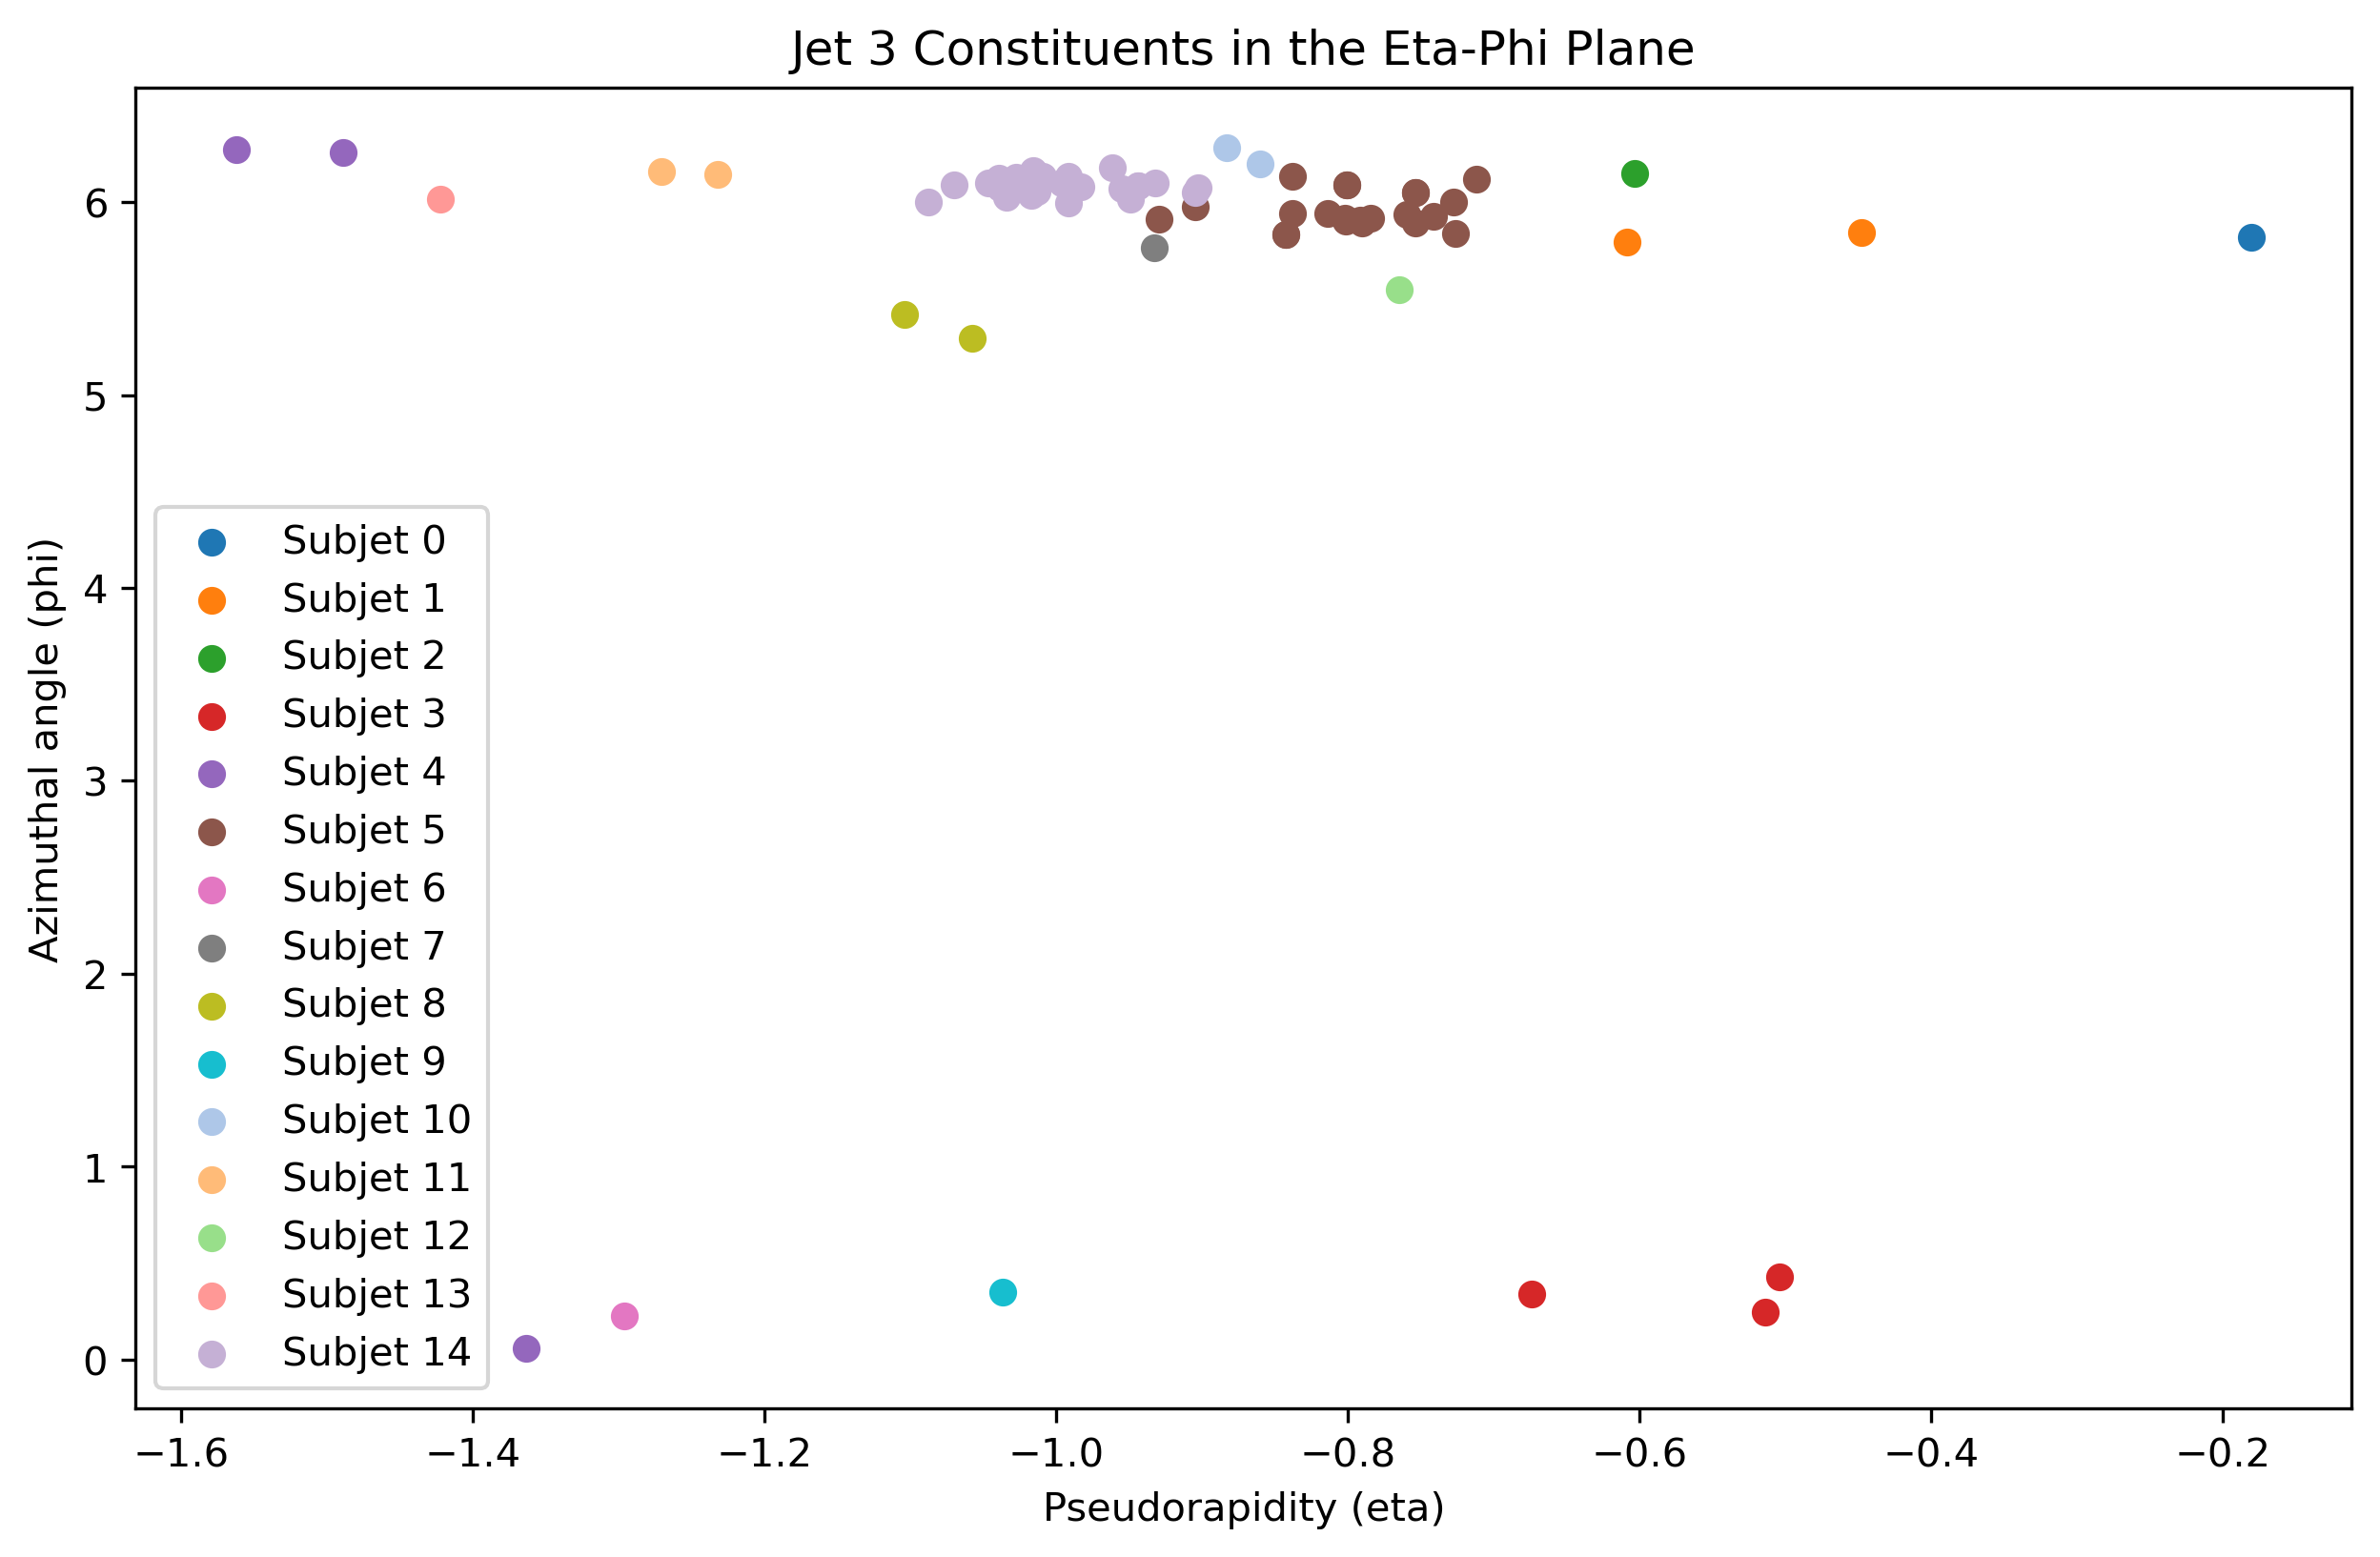 Jet 3 Constituents in the Eta-Phi Plane
Azimuthal angle (phi)
6
5
4
3
2
1
0
Subjet 0
Subjet 1
Subjet 2
Subjet 3
Subjet 4
Subjet 5
Subjet 6
Subjet 7
Subjet 8
Subjet 9
Subjet 10
Subjet 11
Subjet 12
Subjet 13
Subjet 14
−1.6 −1.4 −1.2 −1.0 −0.8 −0.6 −0.4 −0.2
Pseudorapidity (eta)